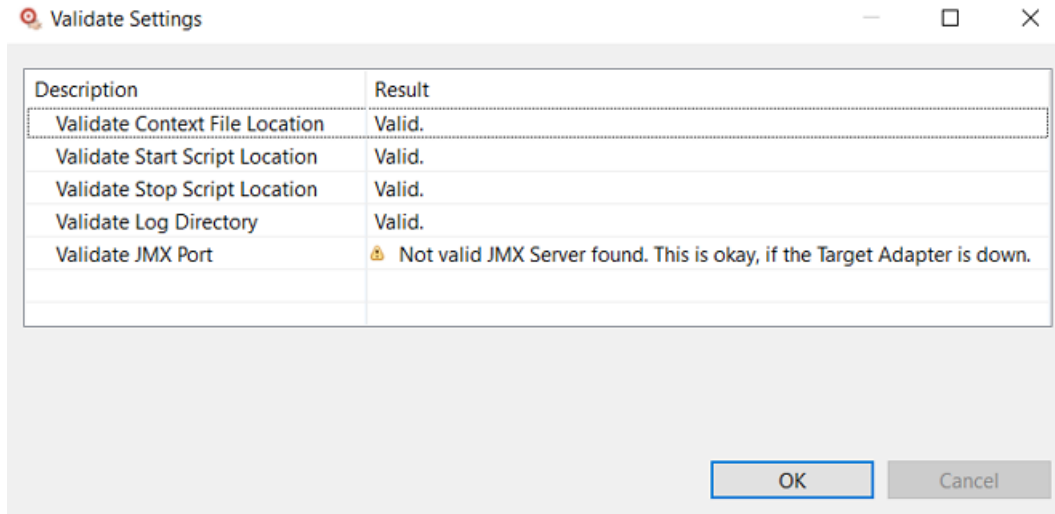 Validate Settings
Description Result
Validate Context File Location Valid.
Validate Start Script Location Valid.
Validate Stop Script Location Valid.
Validate Log Directory Valid.
Validate JMX Port Not valid JMX Server found. This is okay, if the Target Adapter is down.
OK Cancel